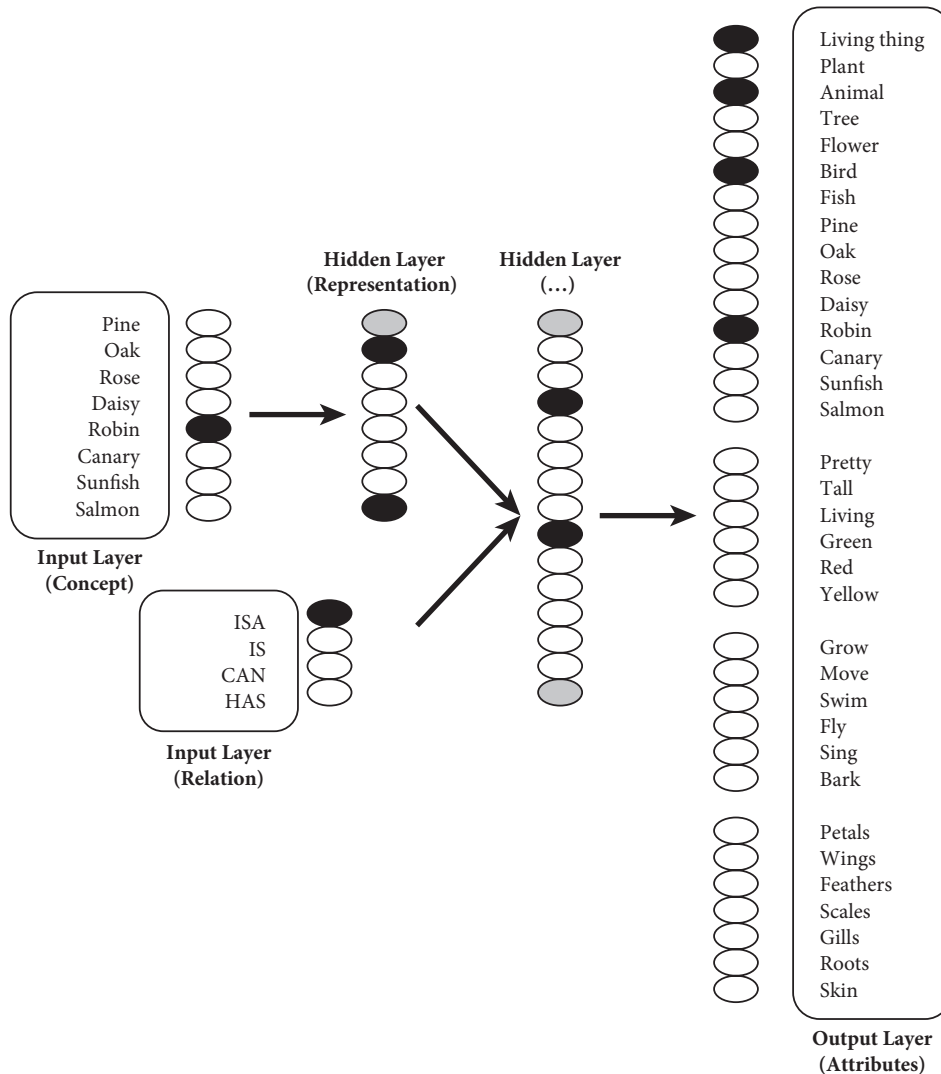 Hidden Layer
(Representation)
Hidden Layer
(…)
Pine
Oak
Rose
Daisy
Robin
Canary
Sunfish
Salmon
Input Layer
(Concept)
ISA
IS
CAN
HAS
Input Layer
(Relation)
Living thing
Plant
Animal
Tree
Flower
Bird
Fish
Pine
Oak
Rose
Daisy
Robin
Canary
Sunfish
Salmon
Pretty
Tall
Living
Green
Red
Yellow
Grow
Move
Swim
Fly
Sing
Bark
Petals
Wings
Feathers
Scales
Gills
Roots
Skin
Output Layer
(Attributes)